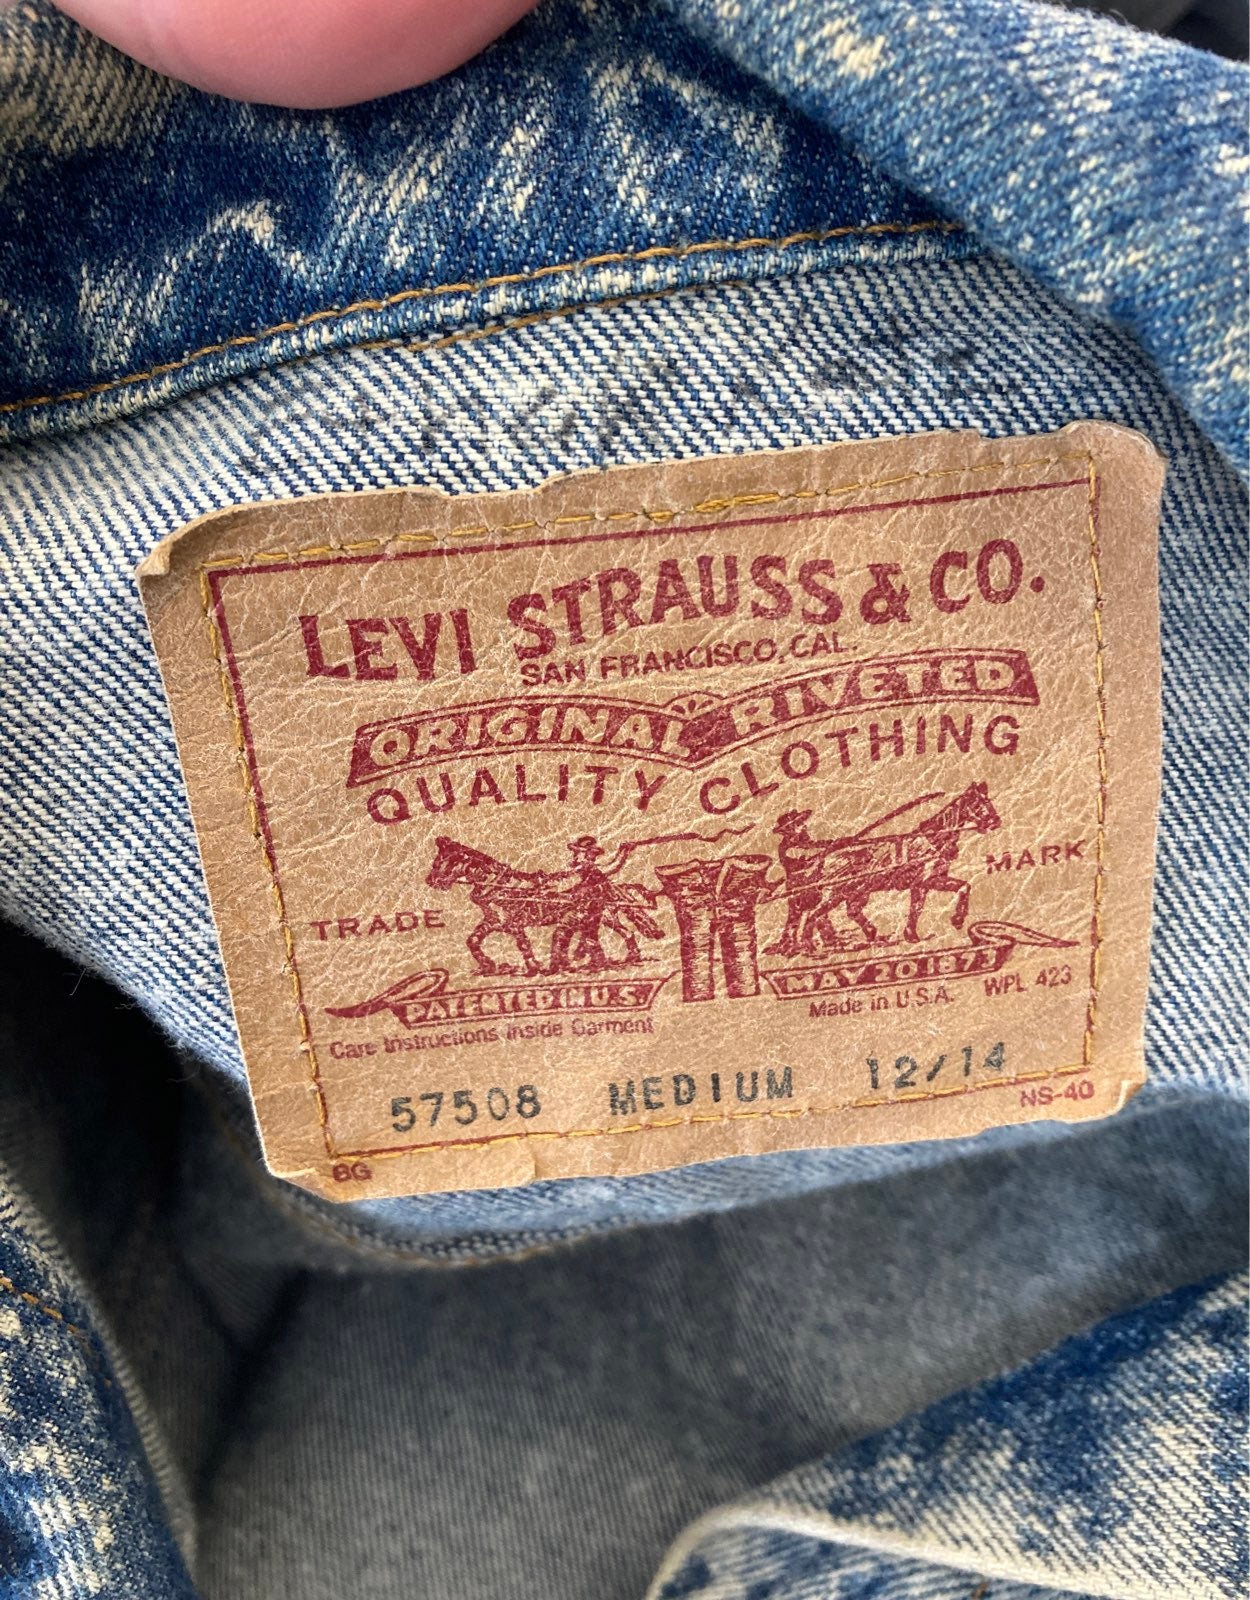 LEVI STRAUSS & CO.
SAN FRANCISCO, CAL.
ORIGINAL RIVETED
QUALITY CLOTHING
TRADE MARK
PATENTED IN U.S. MAY 20 1873
Care Instructions Inside Garment Made in U.S.A. WPL 423
57508 MEDIUM 12/14
8G NS-40